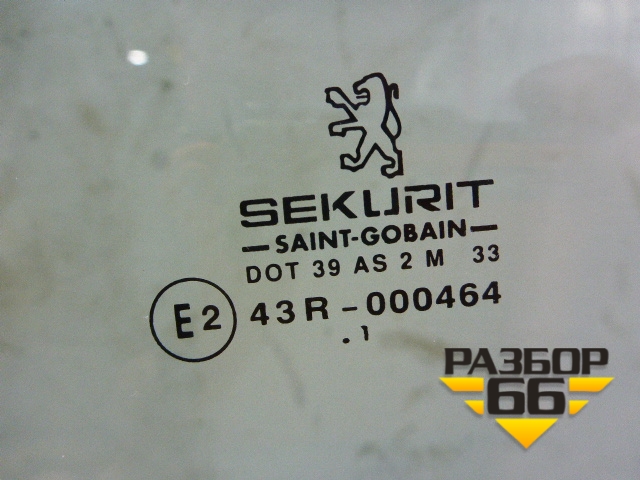 SEKURIT
SAINT-GOBAIN
DOT 39 AS 2 M 33
E2 43R-000464
.1
РАЗБОР
66